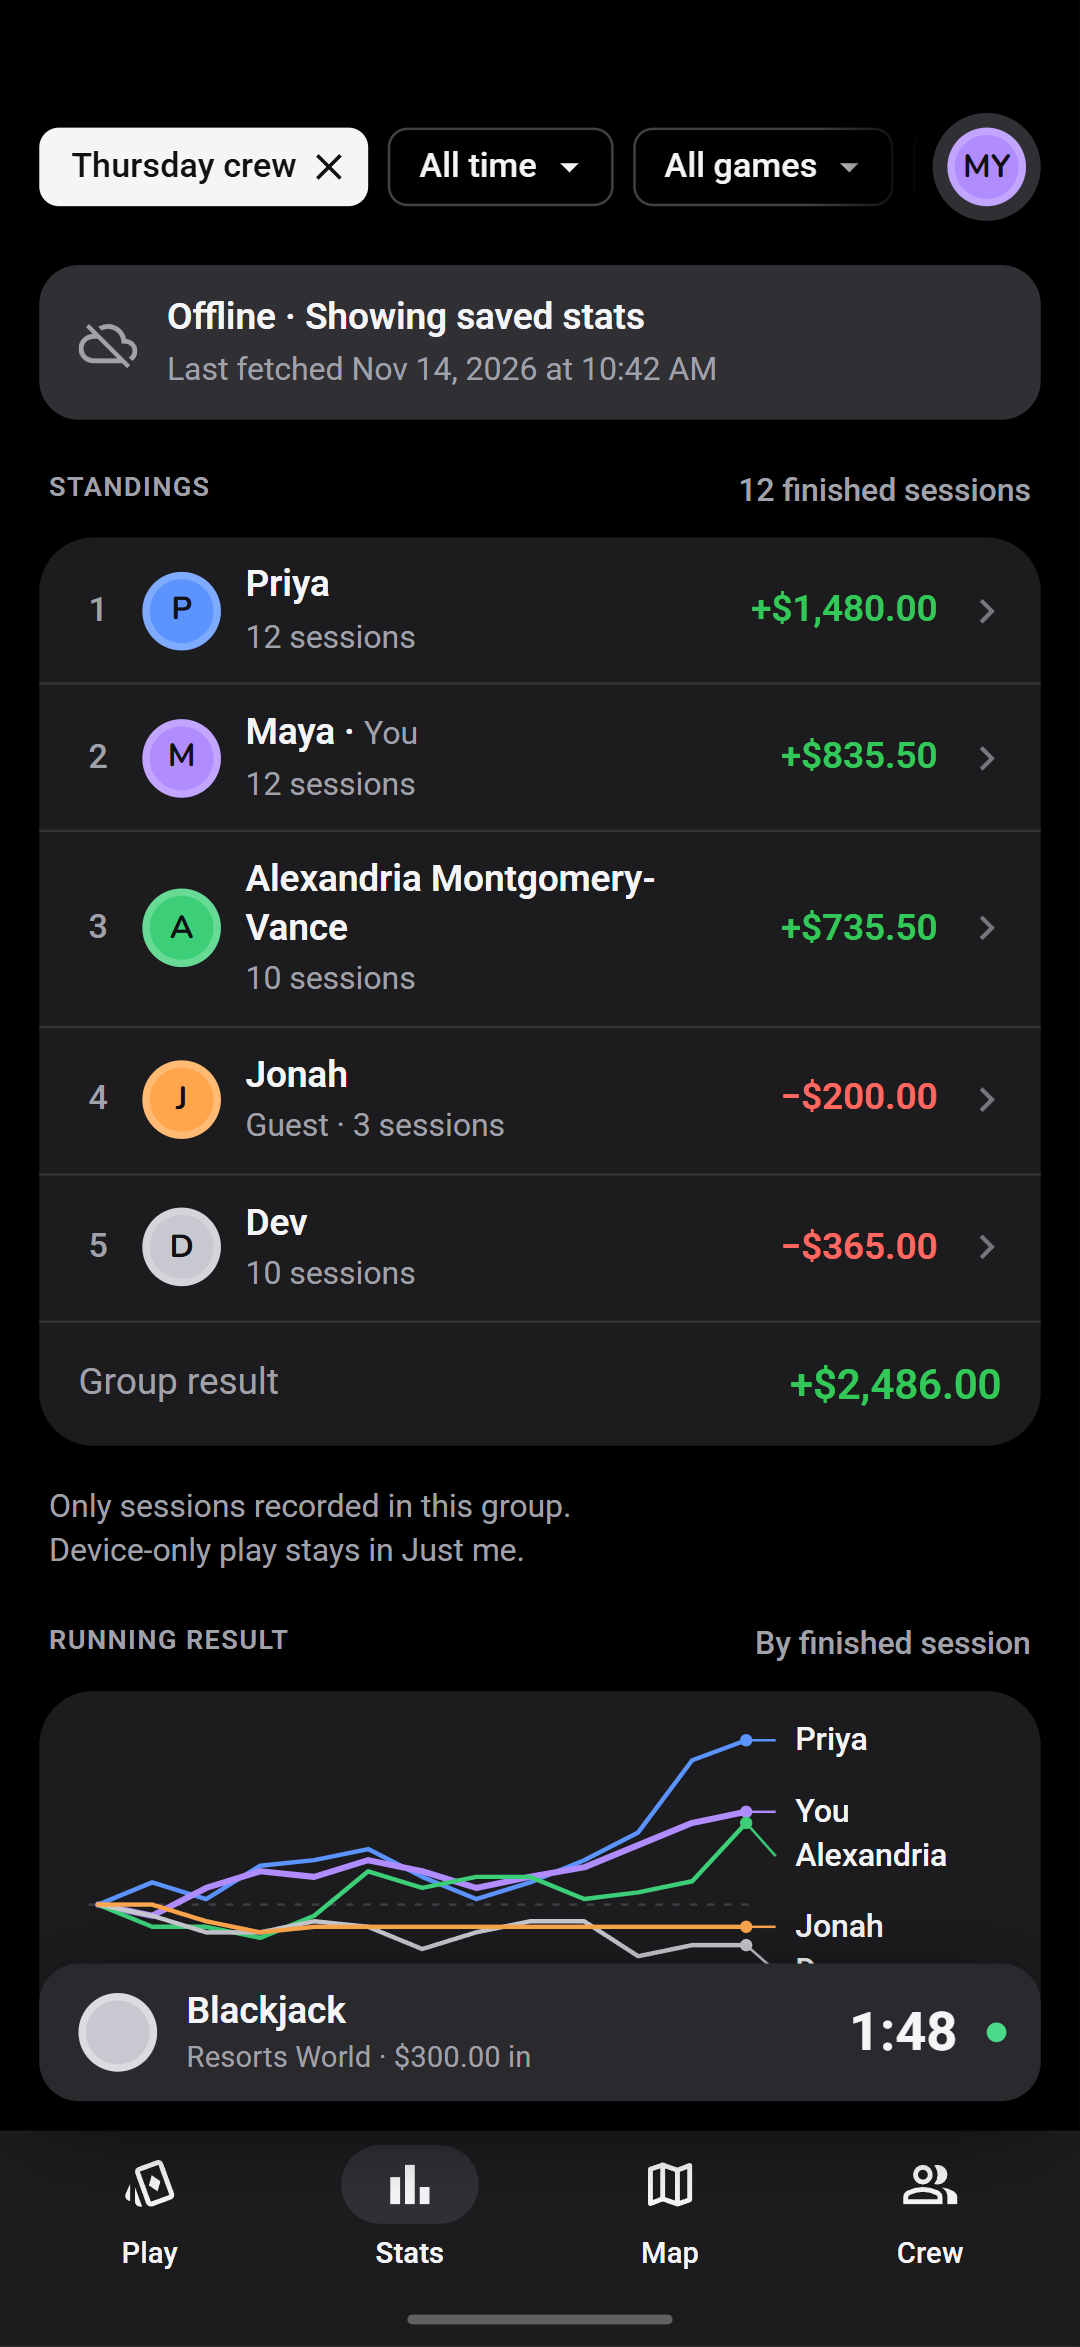 Thursday crew
All time
All games
MY
Offline · Showing saved stats
Last fetched Nov 14, 2026 at 10:42 AM
STANDINGS
12 finished sessions
1
P
Priya
12 sessions
+$1,480.00
2
M
Maya · You
12 sessions
+$835.50
3
A
Alexandria Montgomery-
Vance
10 sessions
+$735.50
4
J
Jonah
Guest · 3 sessions
−$200.00
5
D
Dev
10 sessions
−$365.00
Group result
+$2,486.00
Only sessions recorded in this group.
Device-only play stays in Just me.
RUNNING RESULT
By finished session
Priya
You
Alexandria
Jonah
Blackjack
Resorts World · $300.00 in
1:48
Play
Stats
Map
Crew